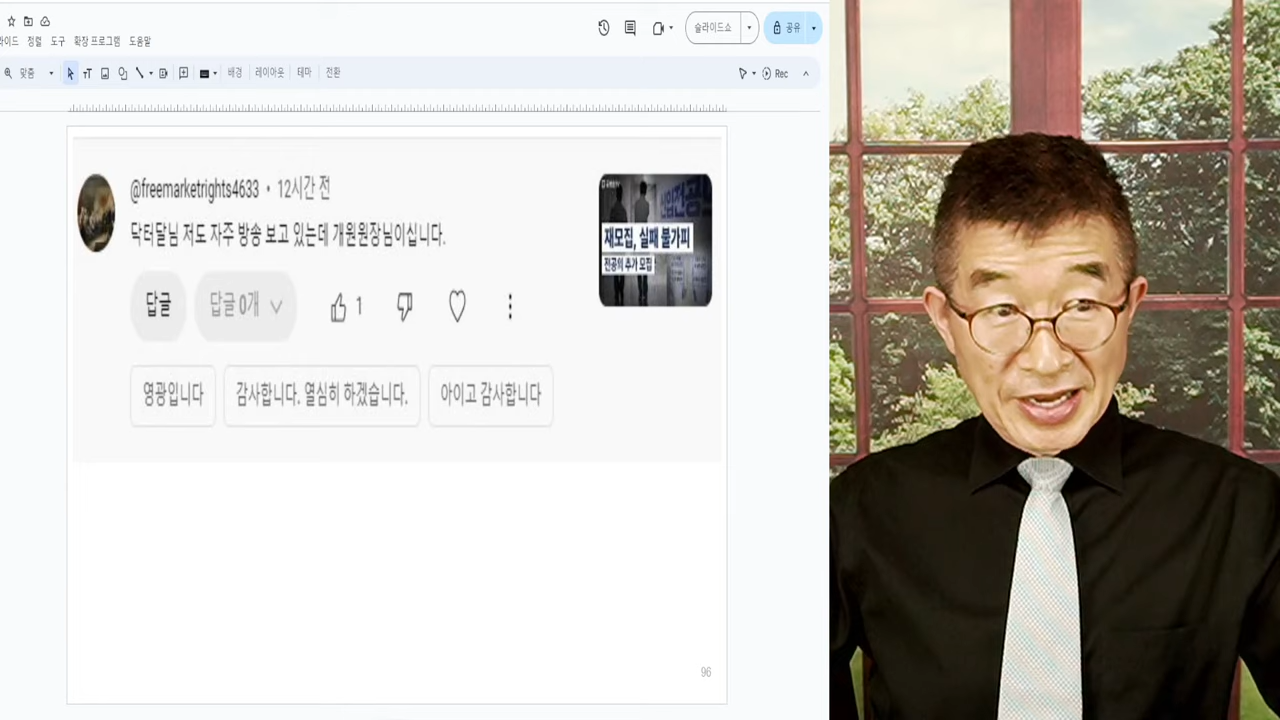 라이드 정렬 도구 확장 프로그램 도움말
슬라이드쇼
공유
맞춤
배경
레이아웃
테마
전환
Rec
@freemarketrights4633 • 12시간 전
닥터달님 저도 자주 방송 보고 있는데 개원원장님이십니다.
재모집, 실패 불가피
전공의 추가 모집
답글
답글 0개
1
영광입니다
감사합니다. 열심히 하겠습니다.
아이고 감사합니다
96